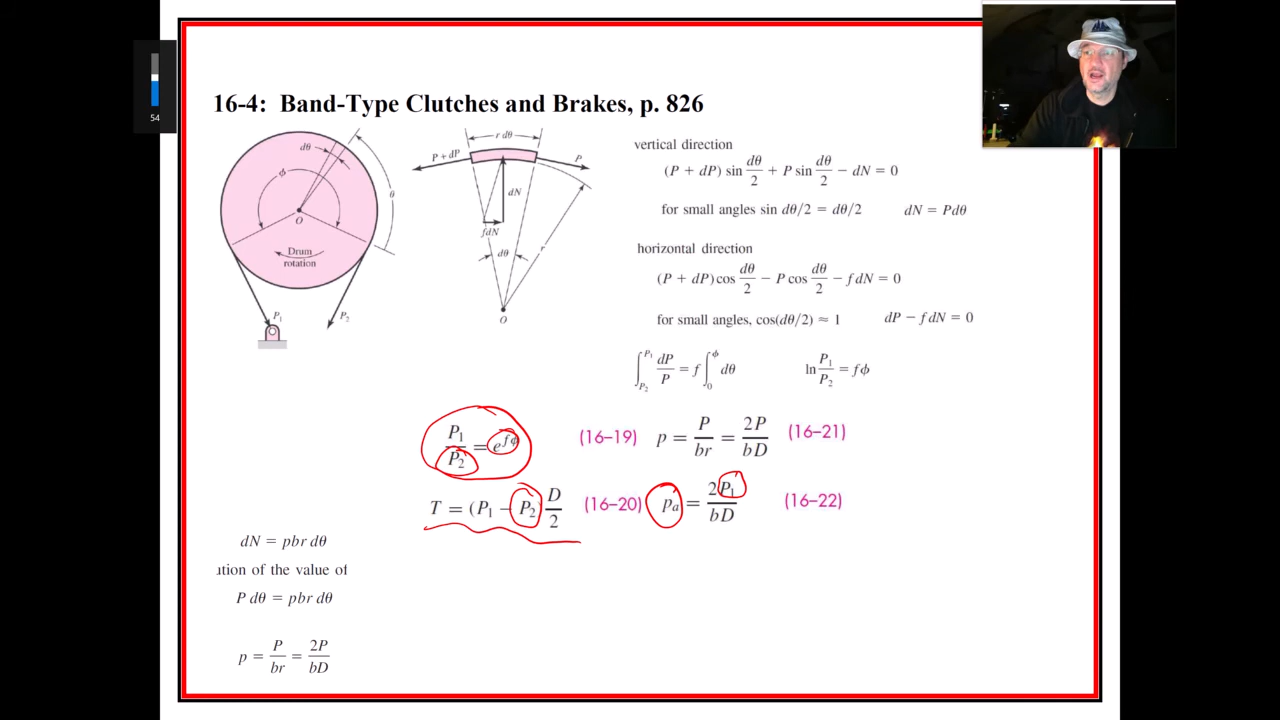 54
16-4: Band-Type Clutches and Brakes, p. 826
dθ
ϕ
θ
O
Drum
rotation
P₁
P₂
r dθ
P + dP
P
dN
fdN
dθ
r
O
vertical direction
(P + dP) sin dθ/2 + P sin dθ/2 − dN = 0
for small angles sin dθ/2 = dθ/2 dN = Pdθ
horizontal direction
(P + dP) cos dθ/2 − P cos dθ/2 − f dN = 0
for small angles, cos(dθ/2) ≈ 1 dP − f dN = 0
∫_{P₂}^{P₁} dP/P = f ∫_0^ϕ dθ ln P₁/P₂ = fϕ
P₁/P₂ = e^{fϕ} (16–19) p = P/br = 2P/bD (16–21)
T = (P₁ − P₂) D/2 (16–20) pₐ = 2P₁/bD (16–22)
dN = pbr dθ
tion of the value of
P dθ = pbr dθ
p = P/br = 2P/bD